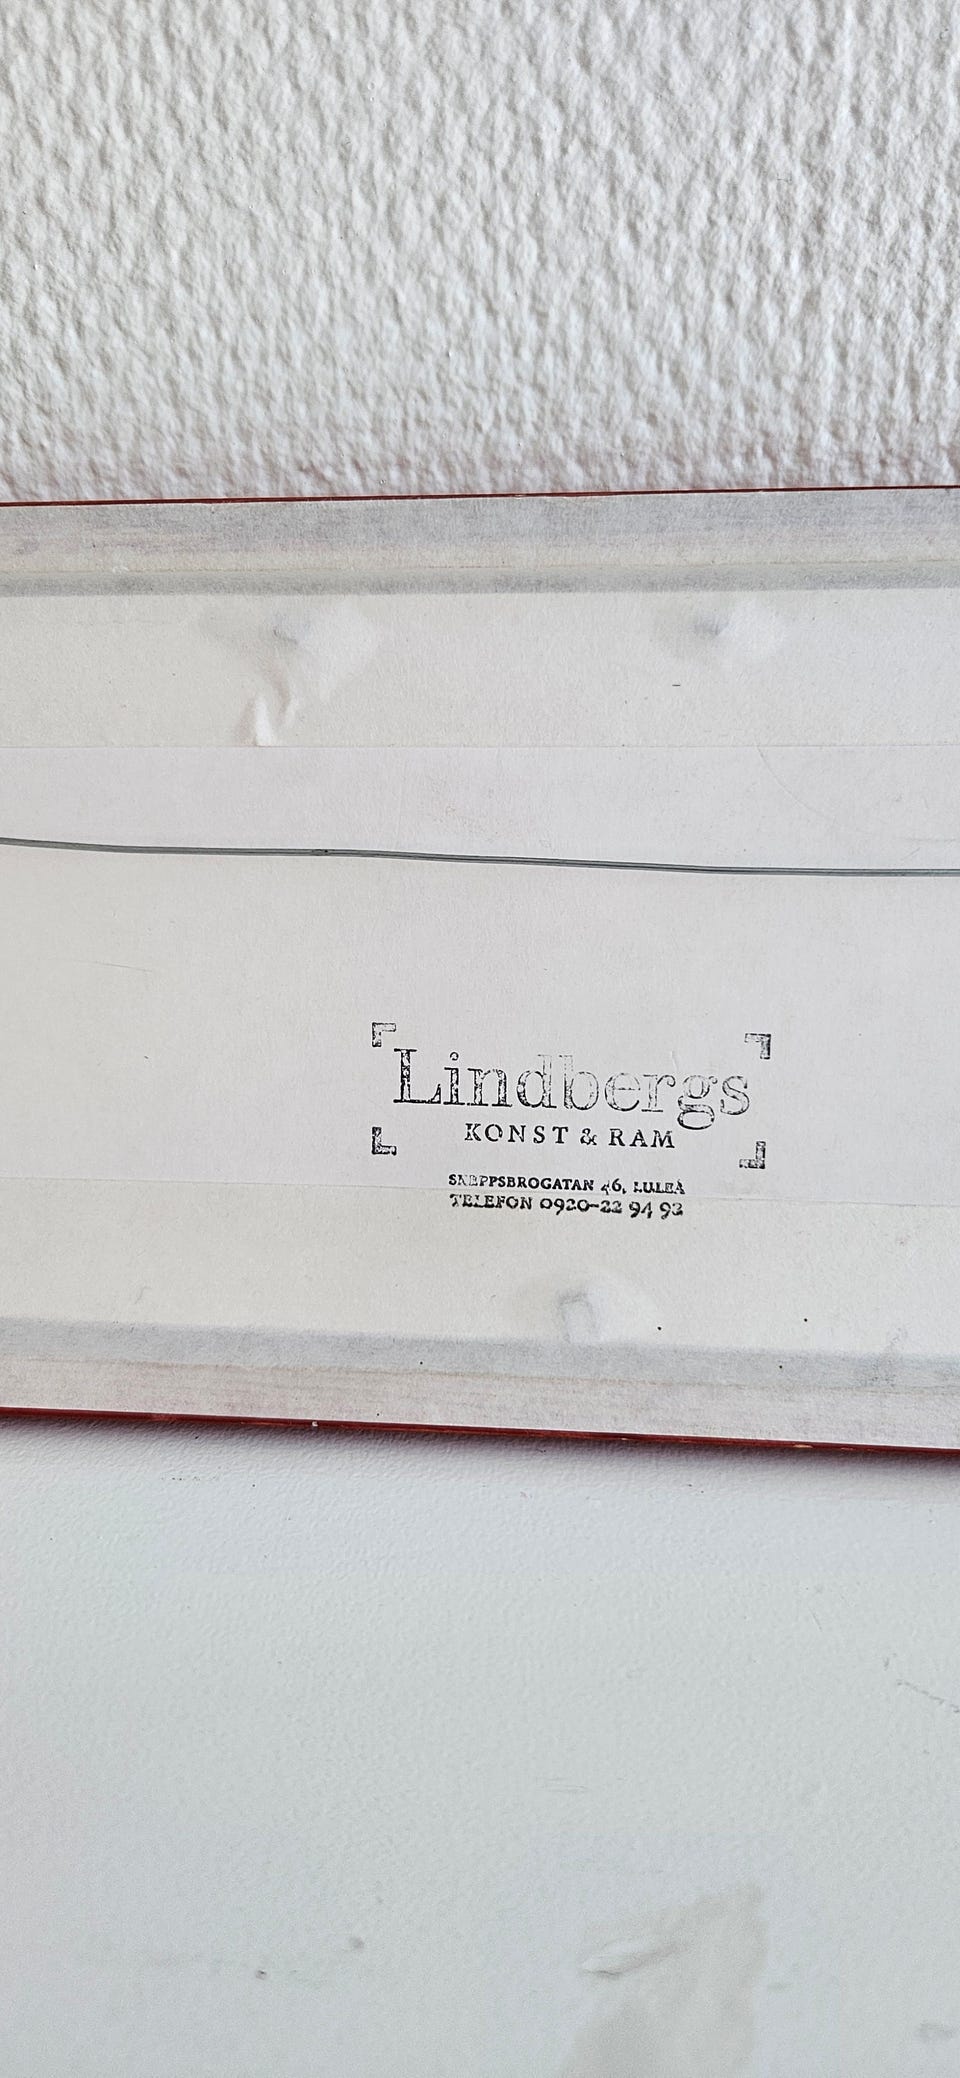 Lindbergs
KONST & RAM
SKEPPSBROGATAN 46, LULEÅ
TELEFON 0920-22 94 92